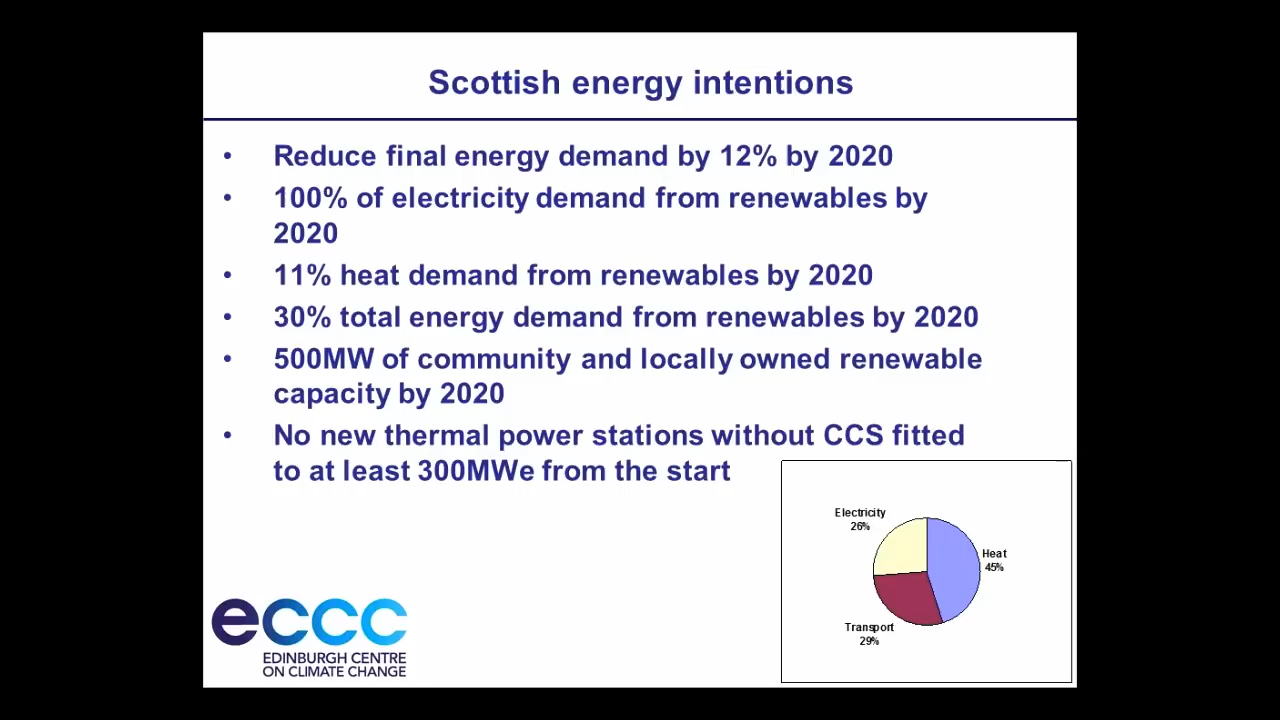 Scottish energy intentions
• Reduce final energy demand by 12% by 2020
• 100% of electricity demand from renewables by
2020
• 11% heat demand from renewables by 2020
• 30% total energy demand from renewables by 2020
• 500MW of community and locally owned renewable
capacity by 2020
• No new thermal power stations without CCS fitted
to at least 300MWe from the start
Electricity
26%
Heat
45%
Transport
29%
eccc
EDINBURGH CENTRE
ON CLIMATE CHANGE